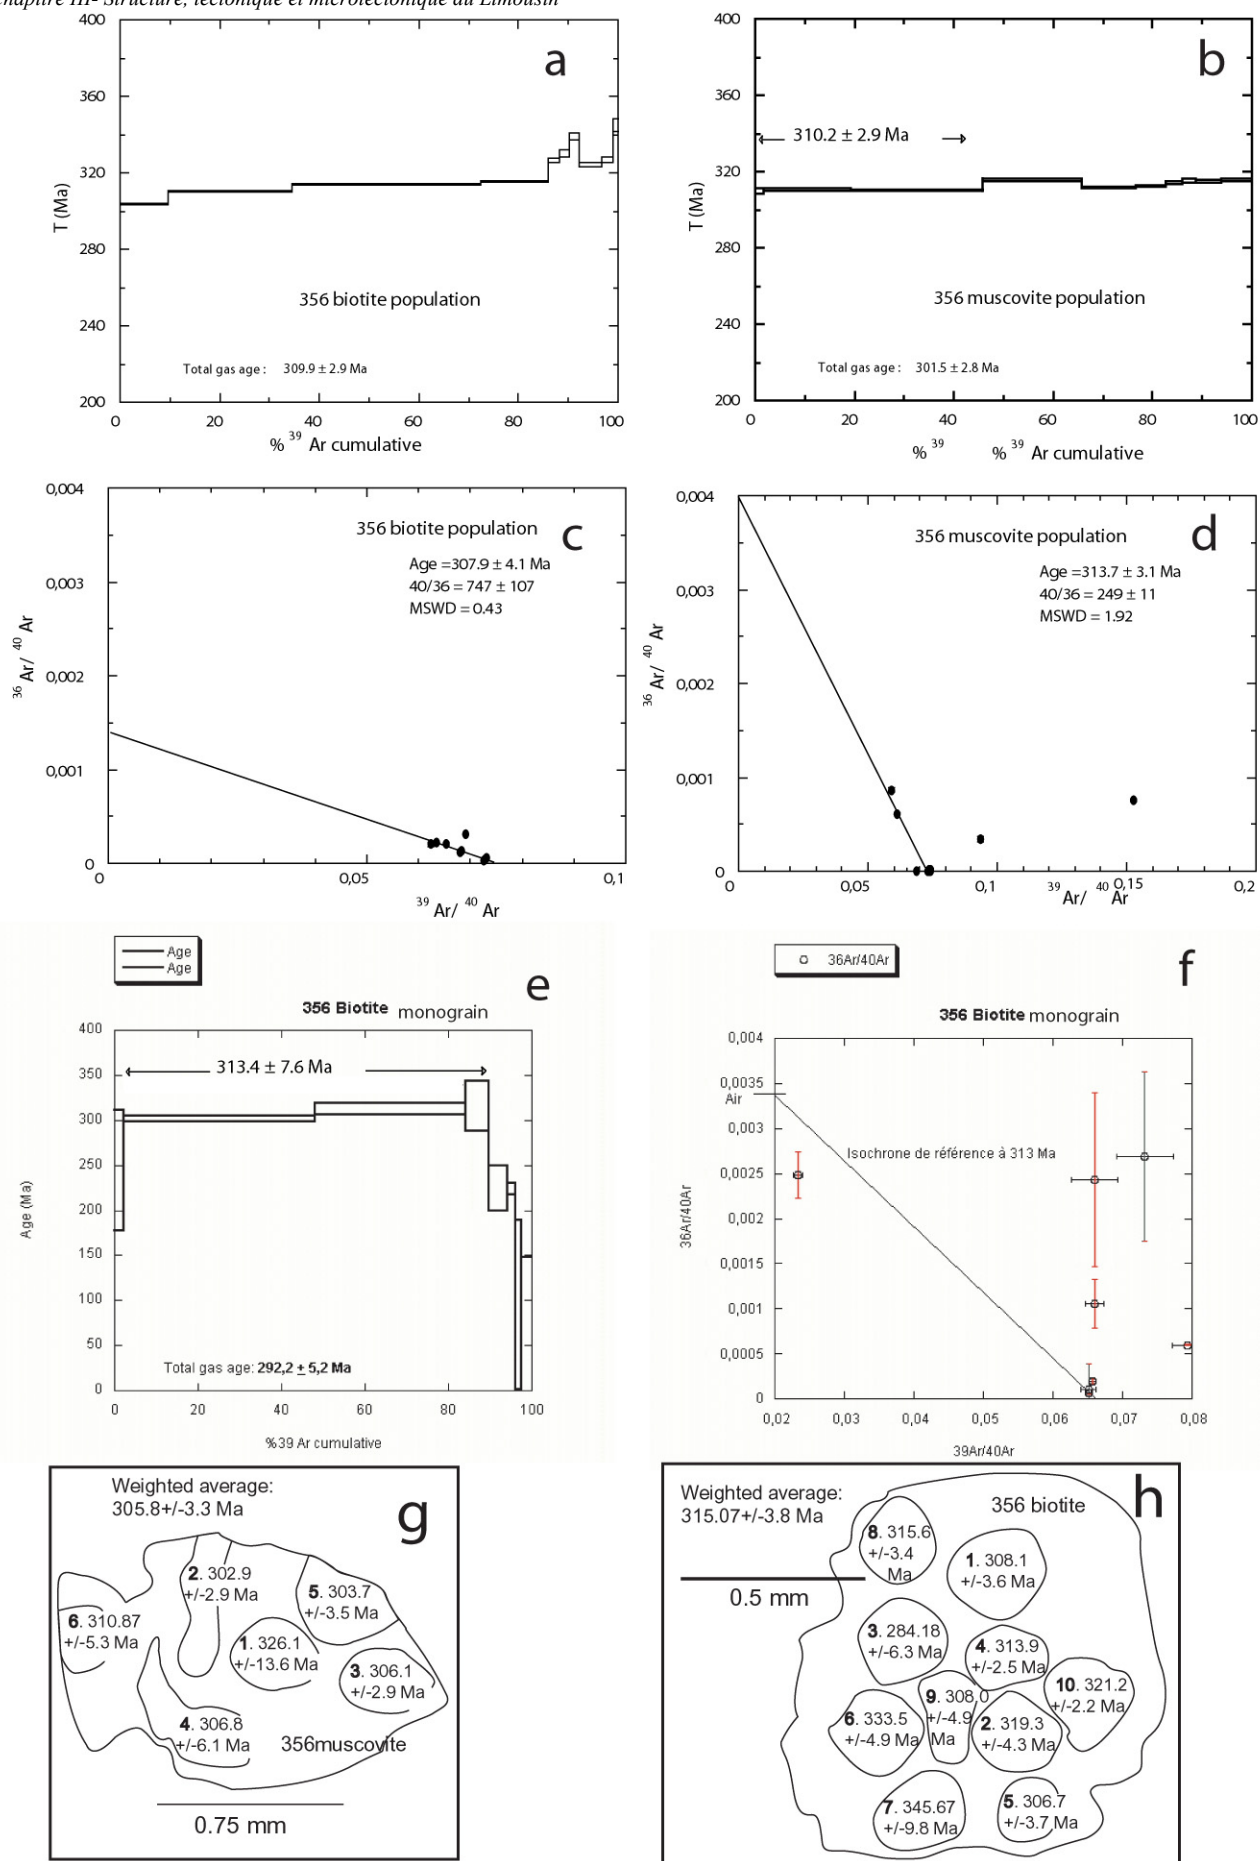 Chapitre III- Structure, tectonique et microtectonique du Limousin
a
400
360
320
280
240
200
T (Ma)
356 biotite population
Total gas age : 309.9 ± 2.9 Ma
0 20 40 60 80 100
% 39 Ar cumulative
b
400
360
320
280
240
200
T (Ma)
310.2 ± 2.9 Ma
356 muscovite population
Total gas age : 301.5 ± 2.8 Ma
0 20 40 60 80 100
% 39 % 39 Ar cumulative
c
0,004
0,003
0,002
0,001
0
36 Ar/ 40 Ar
356 biotite population
Age =307.9 ± 4.1 Ma
40/36 = 747 ± 107
MSWD = 0.43
0 0,05 0,1
39 Ar/ 40 Ar
d
0,004
0,003
0,002
0,001
0
36 Ar/ 40 Ar
356 muscovite population
Age =313.7 ± 3.1 Ma
40/36 = 249 ± 11
MSWD = 1.92
0 0,05 0,1 0,15 0,2
39 Ar/ 40 Ar
Age
Age
e
356 Biotite monograin
400
350
300
250
200
150
100
50
0
Age (Ma)
313.4 ± 7.6 Ma
Total gas age: 292,2 ± 5,2 Ma
0 20 40 60 80 100
%39 Ar cumulative
36Ar/40Ar
f
356 Biotite monograin
0,004
0,0035
Air
0,003
0,0025
0,002
0,0015
0,001
0,0005
0
36Ar/40Ar
Isochrone de référence à 313 Ma
0,02 0,03 0,04 0,05 0,06 0,07 0,08
39Ar/40Ar
Weighted average:
305.8+/-3.3 Ma
g
2. 302.9
+/-2.9 Ma
5. 303.7
+/-3.5 Ma
6. 310.87
+/-5.3 Ma
1. 326.1
+/-13.6 Ma
3. 306.1
+/-2.9 Ma
4. 306.8
+/-6.1 Ma
356muscovite
0.75 mm
Weighted average:
315.07+/-3.8 Ma
356 biotite
h
8. 315.6
+/-3.4
Ma
1. 308.1
+/-3.6 Ma
0.5 mm
3. 284.18
+/-6.3 Ma
4. 313.9
+/-2.5 Ma
10. 321.2
+/-2.2 Ma
9. 308.0
+/-4.9
Ma
6. 333.5
+/-4.9 Ma
2. 319.3
+/-4.3 Ma
7. 345.67
+/-9.8 Ma
5. 306.7
+/-3.7 Ma